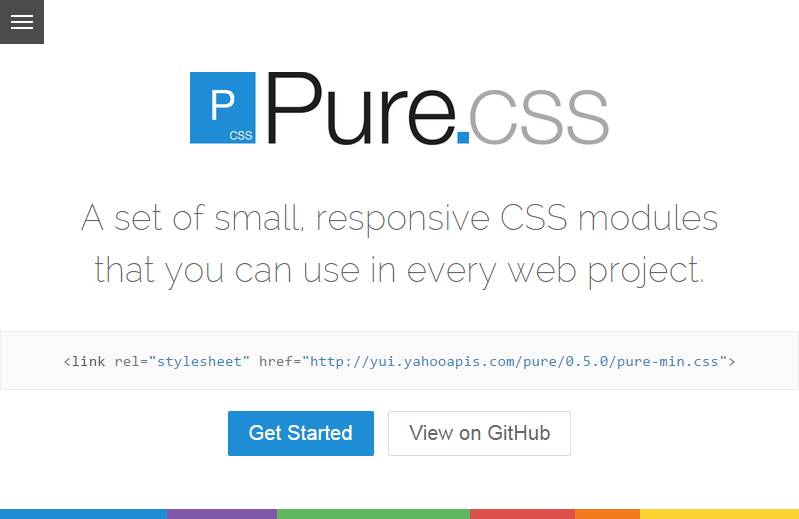 P
CSS
Pure.css
A set of small, responsive CSS modules
that you can use in every web project.
<link rel="stylesheet" href="http://yui.yahooapis.com/pure/0.5.0/pure-min.css">
Get Started
View on GitHub